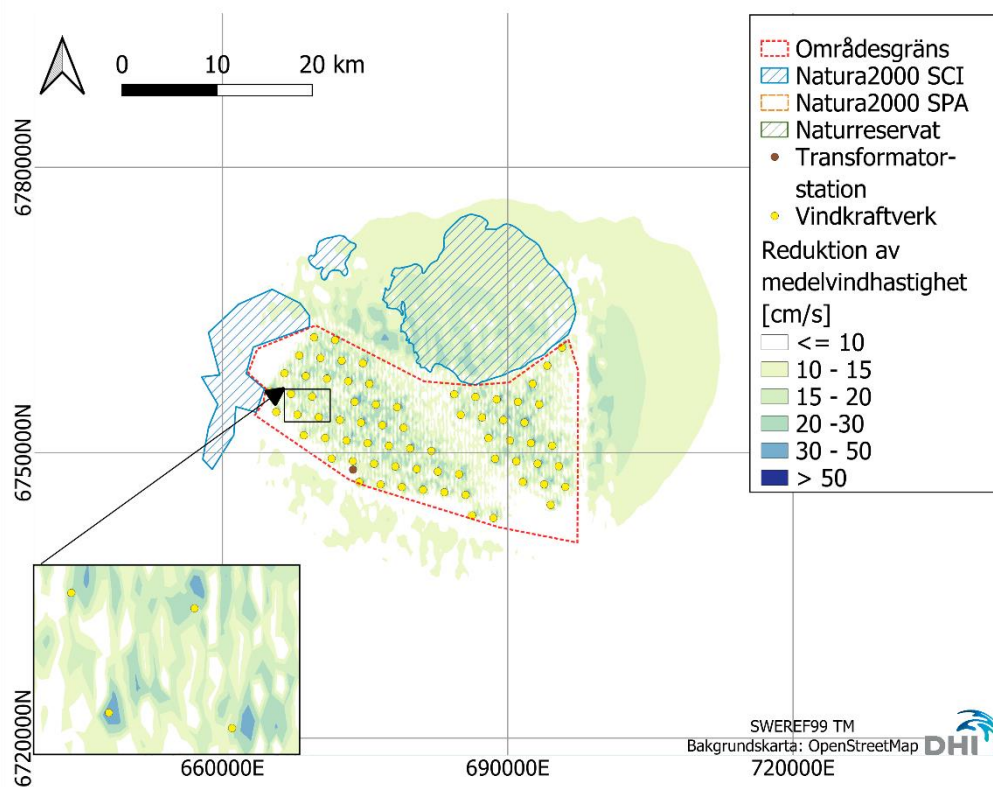 0 10 20 km
Områdesgräns
Natura2000 SCI
Natura2000 SPA
Naturreservat
Transformator-
station
Vindkraftverk
Reduktion av
medelvindhastighet
[cm/s]
<= 10
10 - 15
15 - 20
20 -30
30 - 50
> 50
6780000N
6750000N
6720000N
SWEREF99 TM
Bakgrundskarta: OpenStreetMap
DHI
660000E 690000E 720000E